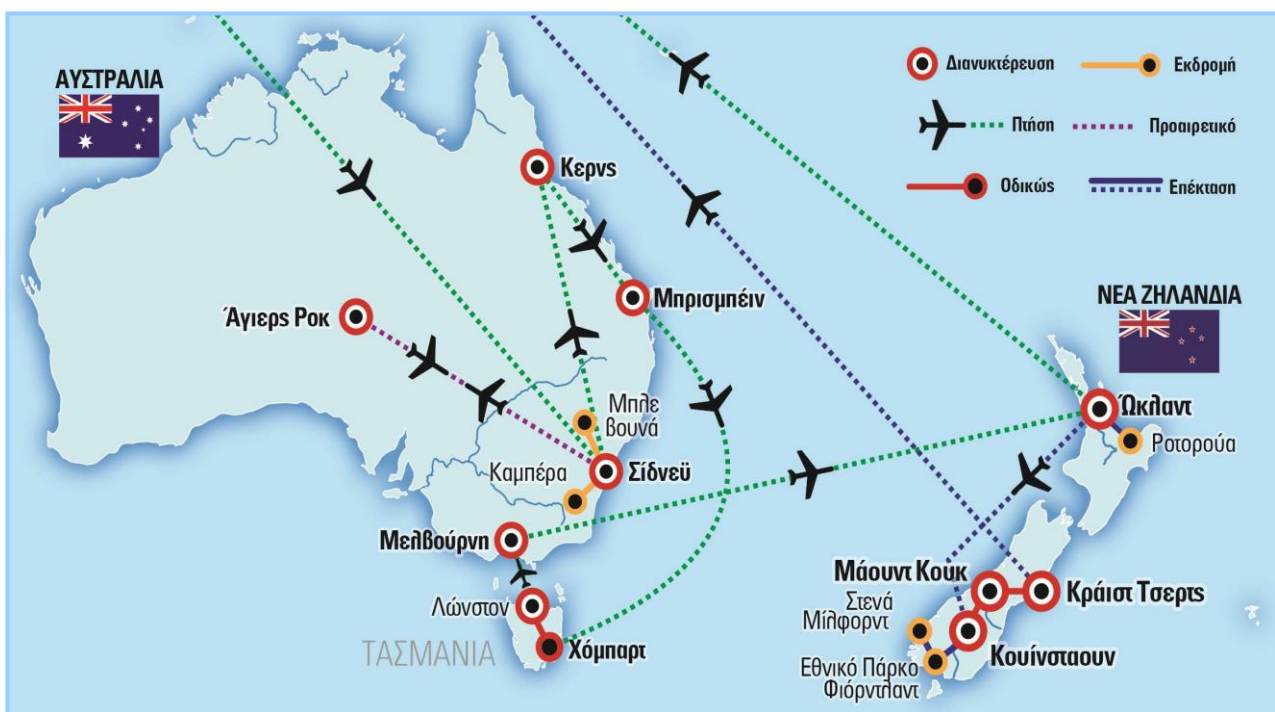 ΑΥΣΤΡΑΛΙΑ
Διανυκτέρευση
Εκδρομή
Πτήση
Προαιρετικό
Οδικώς
Επέκταση
Κερνς
Άγιερς Ροκ
Μπρισμπέιν
ΝΕΑ ΖΗΛΑΝΔΙΑ
Μπλε
βουνά
Ώκλαντ
Ροτορούα
Καμπέρα
Σίδνεϋ
Μελβούρνη
Μάουντ Κουκ
Κράιστ Τσερτς
Στενά
Μίλφορντ
Λώνστον
ΤΑΣΜΑΝΙΑ
Χόμπαρτ
Κουίνσταουν
Εθνικό Πάρκο
Φιόρντλαντ